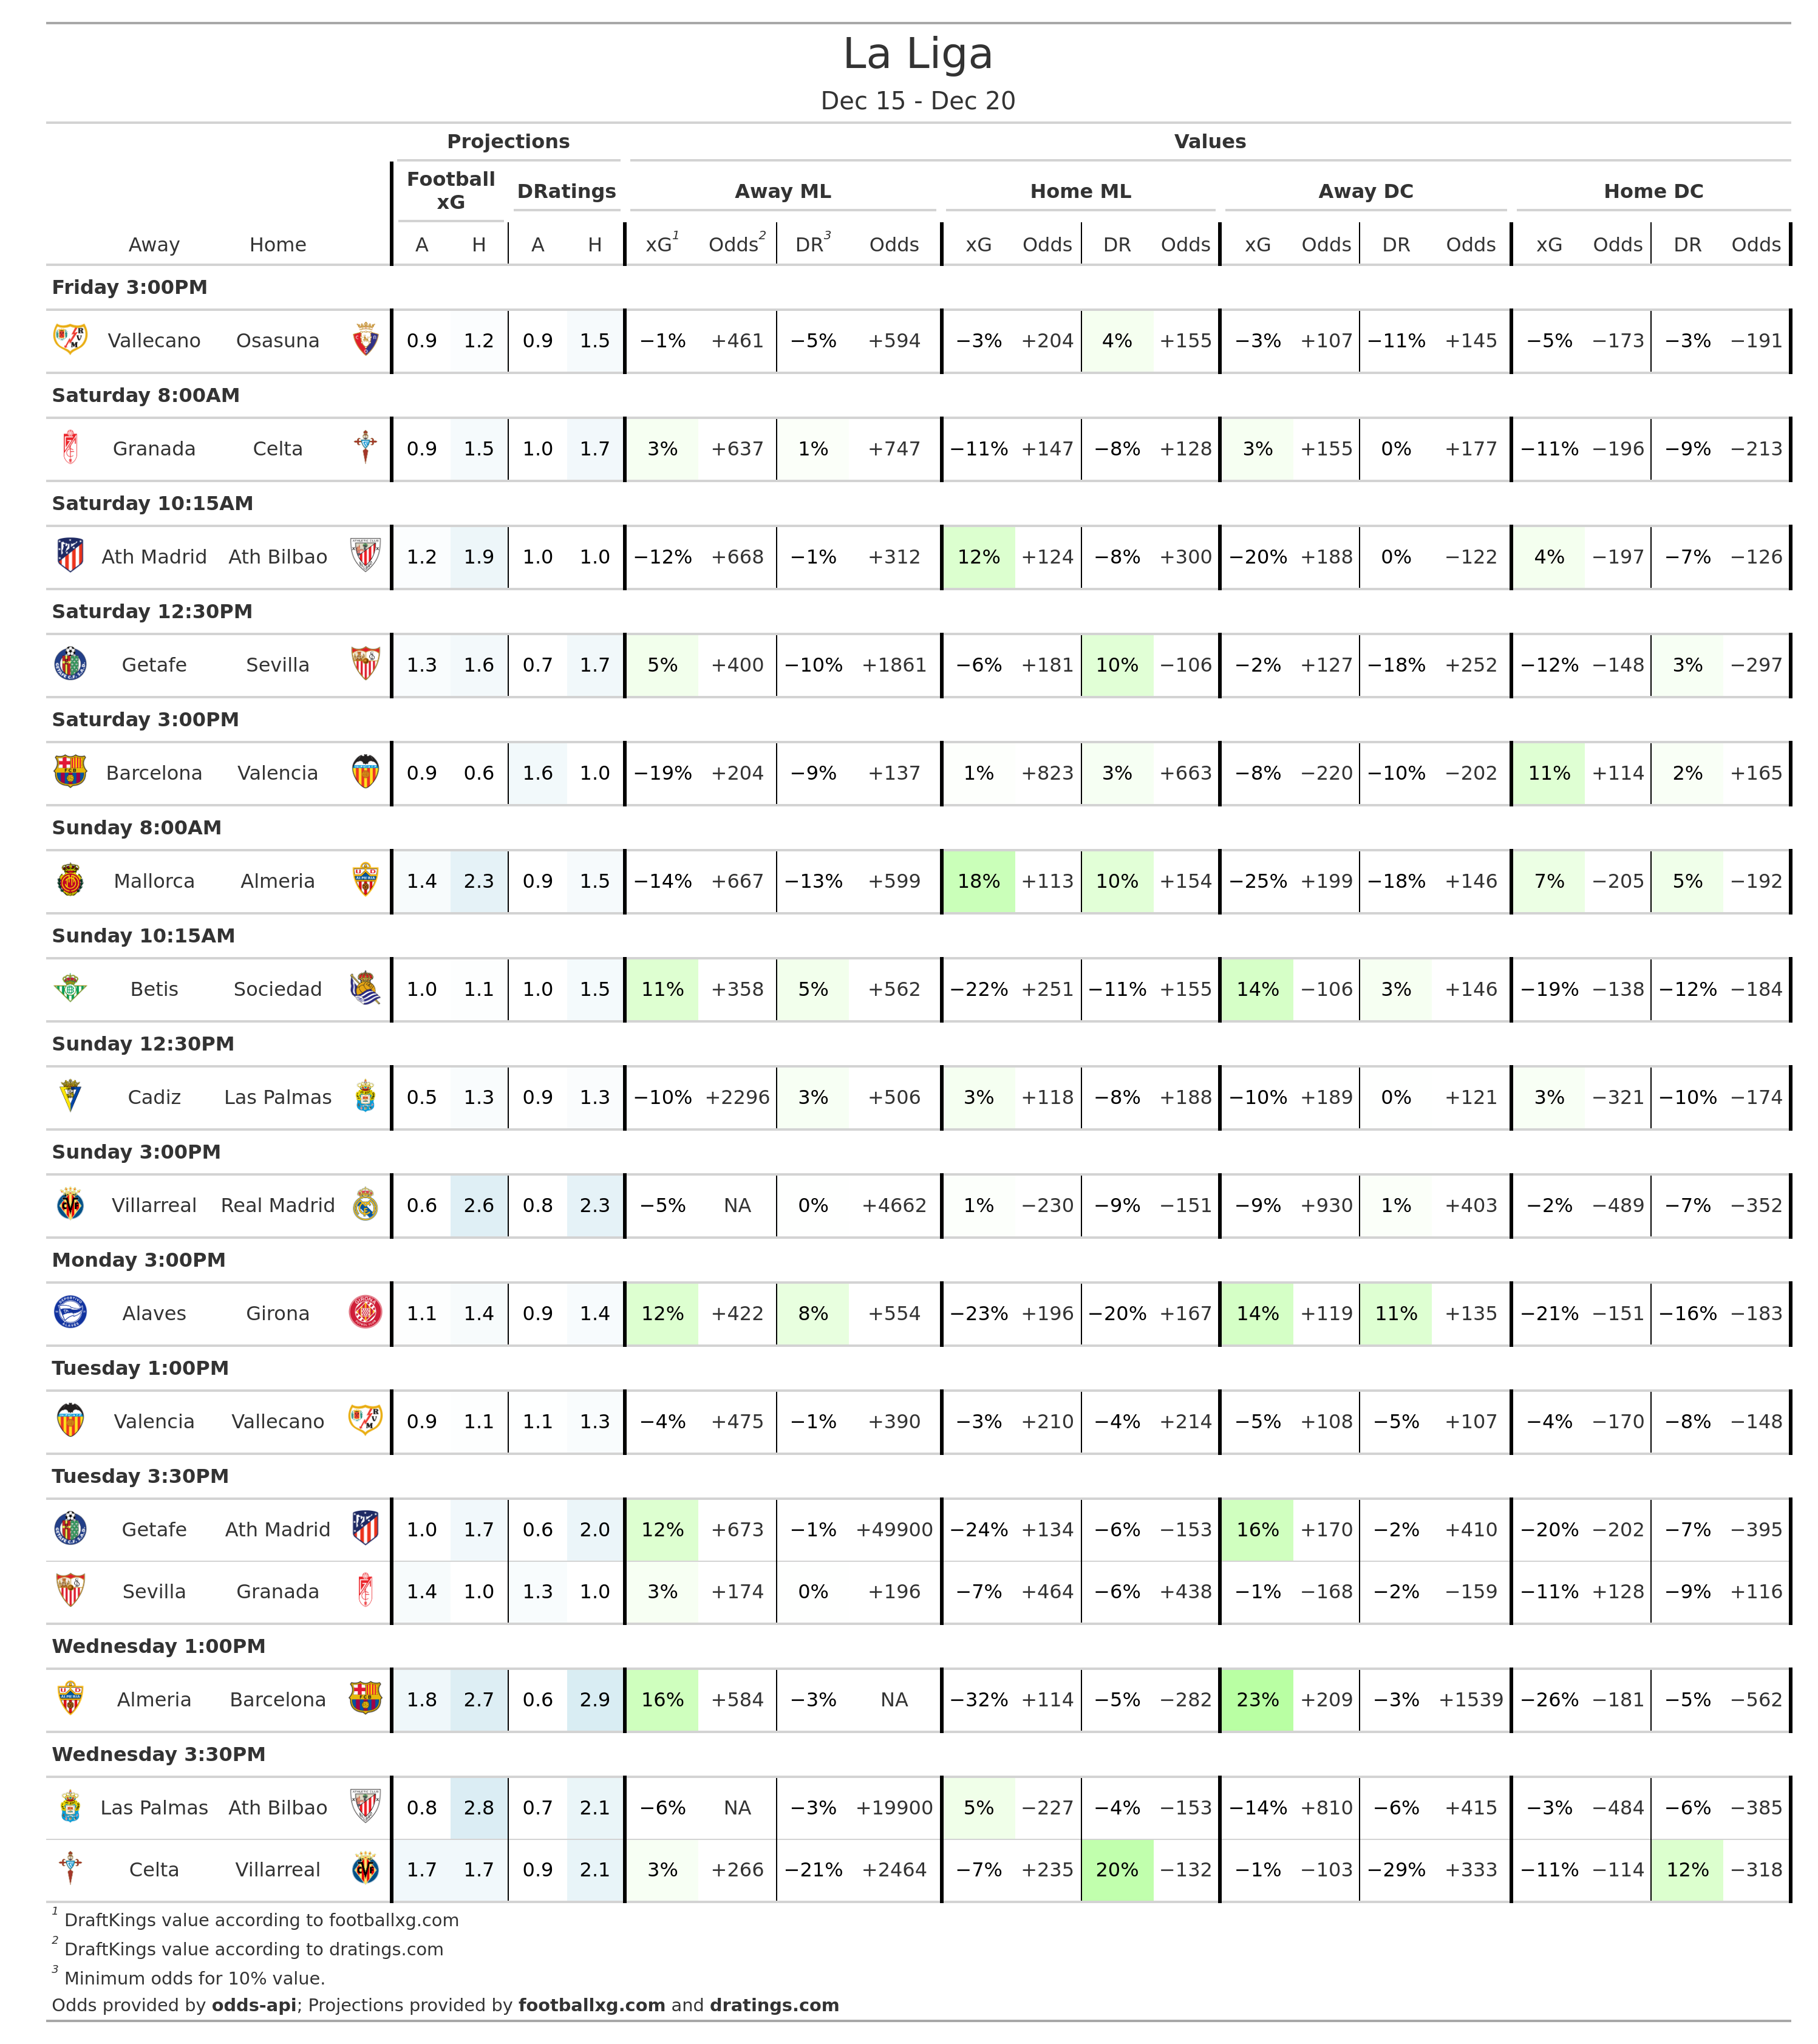 La Liga
Dec 15 - Dec 20
Projections Values
Football xG DRatings Away ML Home ML Away DC Home DC
Away Home A H A H xG1 Odds2 DR3 Odds xG Odds DR Odds xG Odds DR Odds xG Odds DR Odds
Friday 3:00PM
Vallecano Osasuna 0.9 1.2 0.9 1.5 −1% +461 −5% +594 −3% +204 4% +155 −3% +107 −11% +145 −5% −173 −3% −191
Saturday 8:00AM
Granada Celta 0.9 1.5 1.0 1.7 3% +637 1% +747 −11% +147 −8% +128 3% +155 0% +177 −11% −196 −9% −213
Saturday 10:15AM
Ath Madrid Ath Bilbao 1.2 1.9 1.0 1.0 −12% +668 −1% +312 12% +124 −8% +300 −20% +188 0% −122 4% −197 −7% −126
Saturday 12:30PM
Getafe Sevilla 1.3 1.6 0.7 1.7 5% +400 −10% +1861 −6% +181 10% −106 −2% +127 −18% +252 −12% −148 3% −297
Saturday 3:00PM
Barcelona Valencia 0.9 0.6 1.6 1.0 −19% +204 −9% +137 1% +823 3% +663 −8% −220 −10% −202 11% +114 2% +165
Sunday 8:00AM
Mallorca Almeria 1.4 2.3 0.9 1.5 −14% +667 −13% +599 18% +113 10% +154 −25% +199 −18% +146 7% −205 5% −192
Sunday 10:15AM
Betis Sociedad 1.0 1.1 1.0 1.5 11% +358 5% +562 −22% +251 −11% +155 14% −106 3% +146 −19% −138 −12% −184
Sunday 12:30PM
Cadiz Las Palmas 0.5 1.3 0.9 1.3 −10% +2296 3% +506 3% +118 −8% +188 −10% +189 0% +121 3% −321 −10% −174
Sunday 3:00PM
Villarreal Real Madrid 0.6 2.6 0.8 2.3 −5% NA 0% +4662 1% −230 −9% −151 −9% +930 1% +403 −2% −489 −7% −352
Monday 3:00PM
Alaves Girona 1.1 1.4 0.9 1.4 12% +422 8% +554 −23% +196 −20% +167 14% +119 11% +135 −21% −151 −16% −183
Tuesday 1:00PM
Valencia Vallecano 0.9 1.1 1.1 1.3 −4% +475 −1% +390 −3% +210 −4% +214 −5% +108 −5% +107 −4% −170 −8% −148
Tuesday 3:30PM
Getafe Ath Madrid 1.0 1.7 0.6 2.0 12% +673 −1% +49900 −24% +134 −6% −153 16% +170 −2% +410 −20% −202 −7% −395
Sevilla Granada 1.4 1.0 1.3 1.0 3% +174 0% +196 −7% +464 −6% +438 −1% −168 −2% −159 −11% +128 −9% +116
Wednesday 1:00PM
Almeria Barcelona 1.8 2.7 0.6 2.9 16% +584 −3% NA −32% +114 −5% −282 23% +209 −3% +1539 −26% −181 −5% −562
Wednesday 3:30PM
Las Palmas Ath Bilbao 0.8 2.8 0.7 2.1 −6% NA −3% +19900 5% −227 −4% −153 −14% +810 −6% +415 −3% −484 −6% −385
Celta Villarreal 1.7 1.7 0.9 2.1 3% +266 −21% +2464 −7% +235 20% −132 −1% −103 −29% +333 −11% −114 12% −318
1 DraftKings value according to footballxg.com
2 DraftKings value according to dratings.com
3 Minimum odds for 10% value.
Odds provided by odds-api; Projections provided by footballxg.com and dratings.com